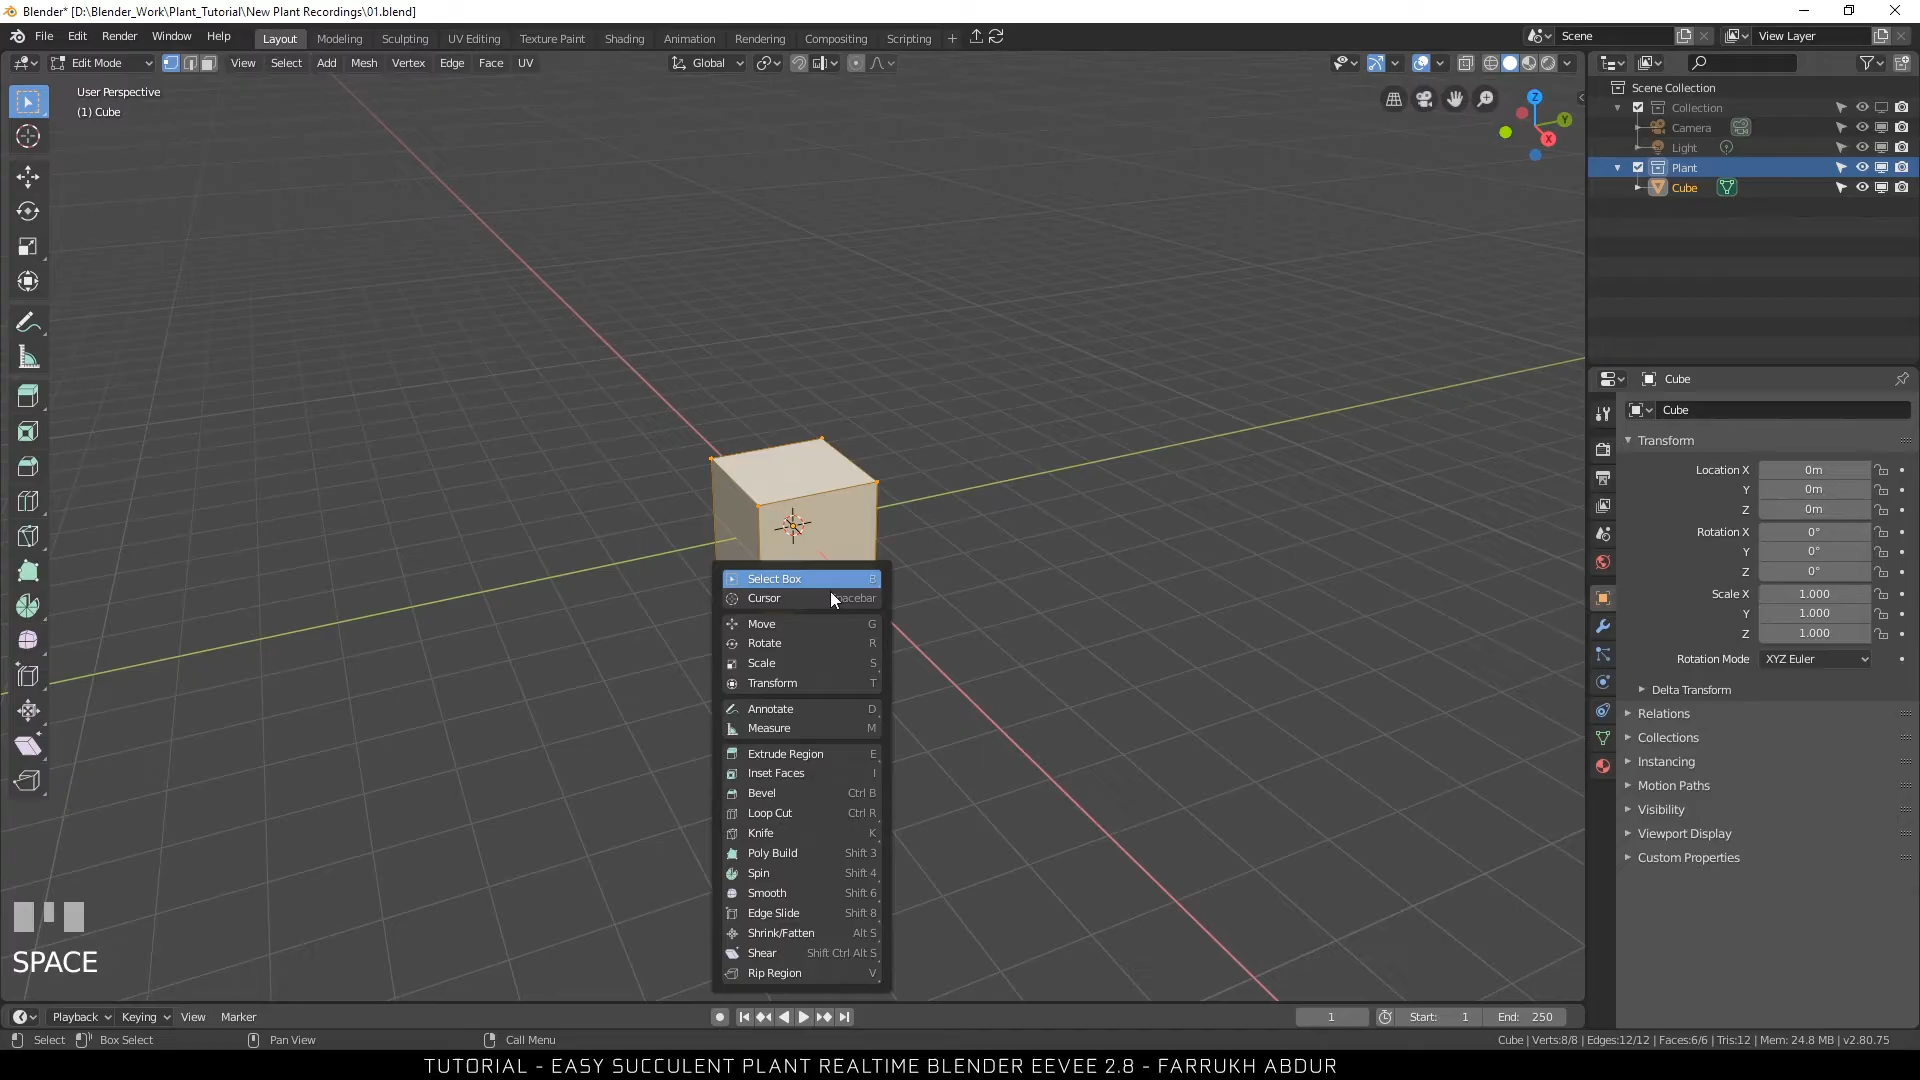 Blender* [D:\Blender_Work\Plant_Tutorial\New Plant Recordings\01.blend]
File Edit Render Window Help Layout Modeling Sculpting UV Editing Texture Paint Shading Animation Rendering Compositing Scripting + Scene View Layer
Edit Mode View Select Add Mesh Vertex Edge Face UV Global
User Perspective
(1) Cube
Z
Y
X
Scene Collection
Collection
Camera
Light
Plant
Cube
Cube
Cube
Transform
Location X 0m
Y 0m
Z 0m
Rotation X 0°
Y 0°
Z 0°
Scale X 1.000
Y 1.000
Z 1.000
Rotation Mode XYZ Euler
Delta Transform
Relations
Collections
Instancing
Motion Paths
Visibility
Viewport Display
Custom Properties
Select Box B
Cursor pacebar
Move G
Rotate R
Scale S
Transform T
Annotate D
Measure M
Extrude Region E
Inset Faces I
Bevel Ctrl B
Loop Cut Ctrl R
Knife K
Poly Build Shift 3
Spin Shift 4
Smooth Shift 6
Edge Slide Shift 8
Shrink/Fatten Alt S
Shear Shift Ctrl Alt S
Rip Region V
SPACE
Playback Keying View Marker 1 Start: 1 End: 250
Select Box Select Pan View Call Menu Cube | Verts:8/8 | Edges:12/12 | Faces:6/6 | Tris:12 | Mem: 24.8 MB | v2.80.75
TUTORIAL - EASY SUCCULENT PLANT REALTIME BLENDER EEVEE 2.8 - FARRUKH ABDUR